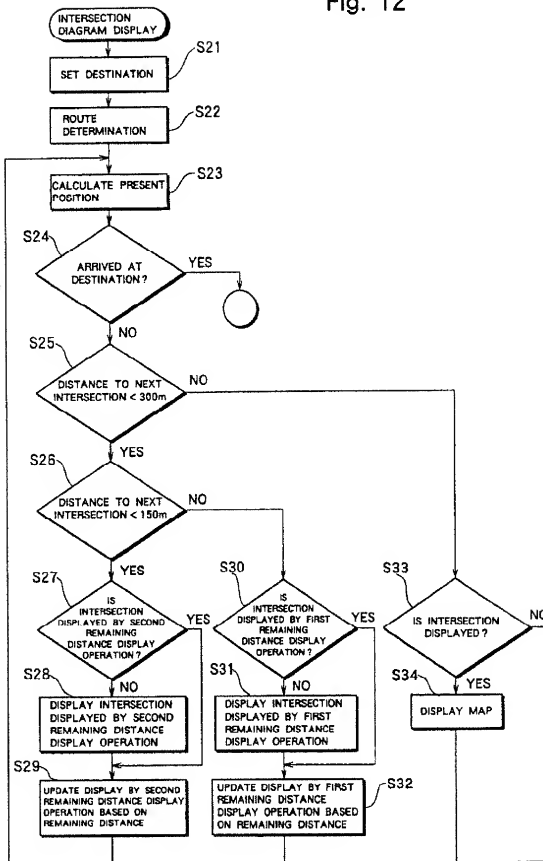 Fig. 12
INTERSECTION
DIAGRAM DISPLAY
S21
SET DESTINATION
S22
ROUTE
DETERMINATION
S23
CALCULATE PRESENT
POSITION
S24
ARRIVED AT
DESTINATION?
YES
NO
S25
DISTANCE TO NEXT
INTERSECTION < 300m
NO
YES
S26
DISTANCE TO NEXT
INTERSECTION < 150m
NO
YES
S27
IS
INTERSECTION
DISPLAYED BY SECOND
REMAINING
DISTANCE DISPLAY
OPERATION?
YES
NO
S30
IS
INTERSECTION
DISPLAYED BY FIRST
REMAINING
DISTANCE DISPLAY
OPERATION?
YES
NO
S33
IS INTERSECTION
DISPLAYED?
NO
YES
S28
DISPLAY INTERSECTION
DISPLAYED BY SECOND
REMAINING DISTANCE
DISPLAY OPERATION
S31
DISPLAY INTERSECTION
DISPLAYED BY FIRST
REMAINING DISTANCE
DISPLAY OPERATION
S34
DISPLAY MAP
S29
UPDATE DISPLAY BY SECOND
REMAINING DISTANCE DISPLAY
OPERATION BASED ON
REMAINING DISTANCE
UPDATE DISPLAY BY FIRST
REMAINING DISTANCE
DISPLAY OPERATION BASED
ON REMAINING DISTANCE
S32